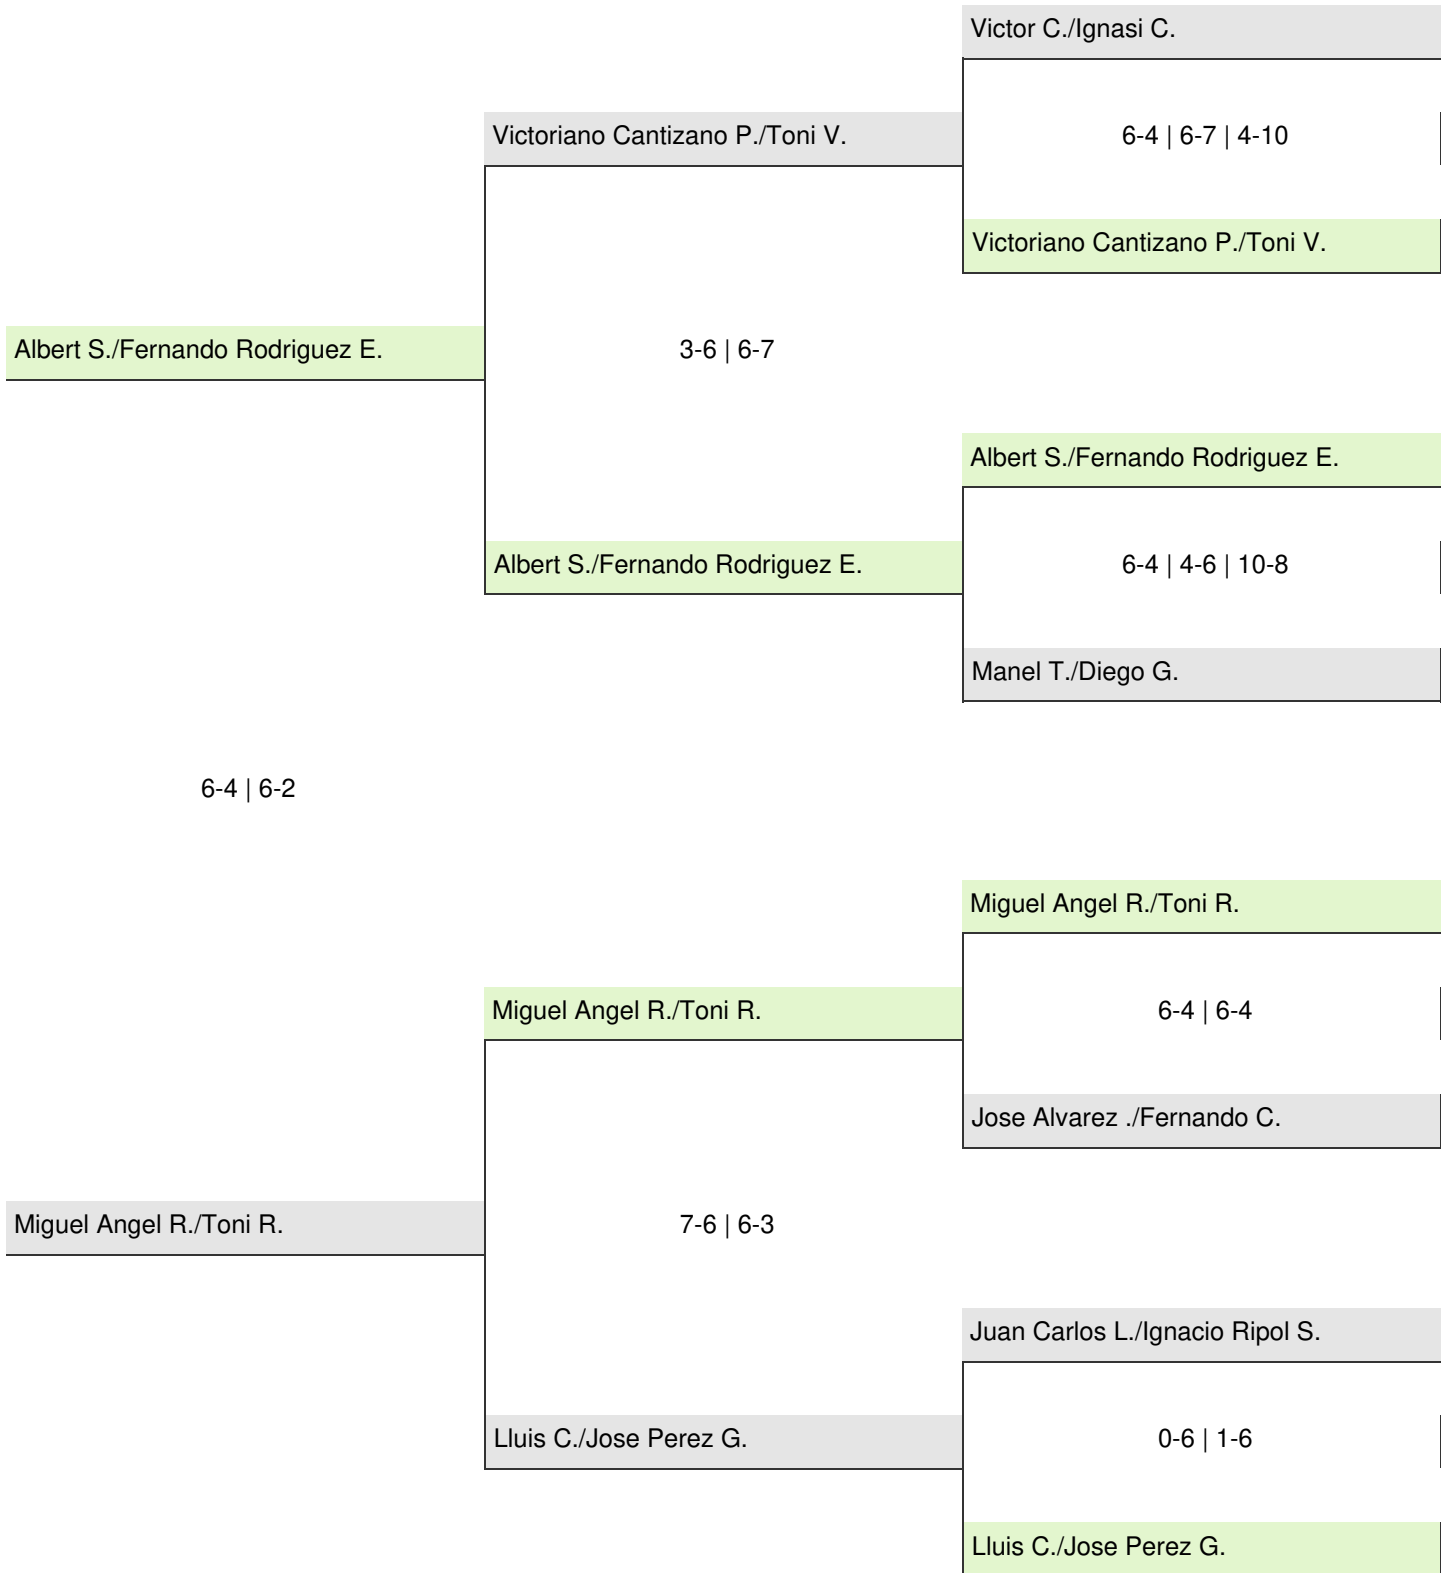 Victor C./Ignasi C.
Victoriano Cantizano P./Toni V.
6-4 | 6-7 | 4-10
Victoriano Cantizano P./Toni V.
Albert S./Fernando Rodriguez E.
3-6 | 6-7
Albert S./Fernando Rodriguez E.
Albert S./Fernando Rodriguez E.
6-4 | 4-6 | 10-8
Manel T./Diego G.
6-4 | 6-2
Miguel Angel R./Toni R.
Miguel Angel R./Toni R.
6-4 | 6-4
Jose Alvarez ./Fernando C.
Miguel Angel R./Toni R.
7-6 | 6-3
Juan Carlos L./Ignacio Ripol S.
Lluis C./Jose Perez G.
0-6 | 1-6
Lluis C./Jose Perez G.